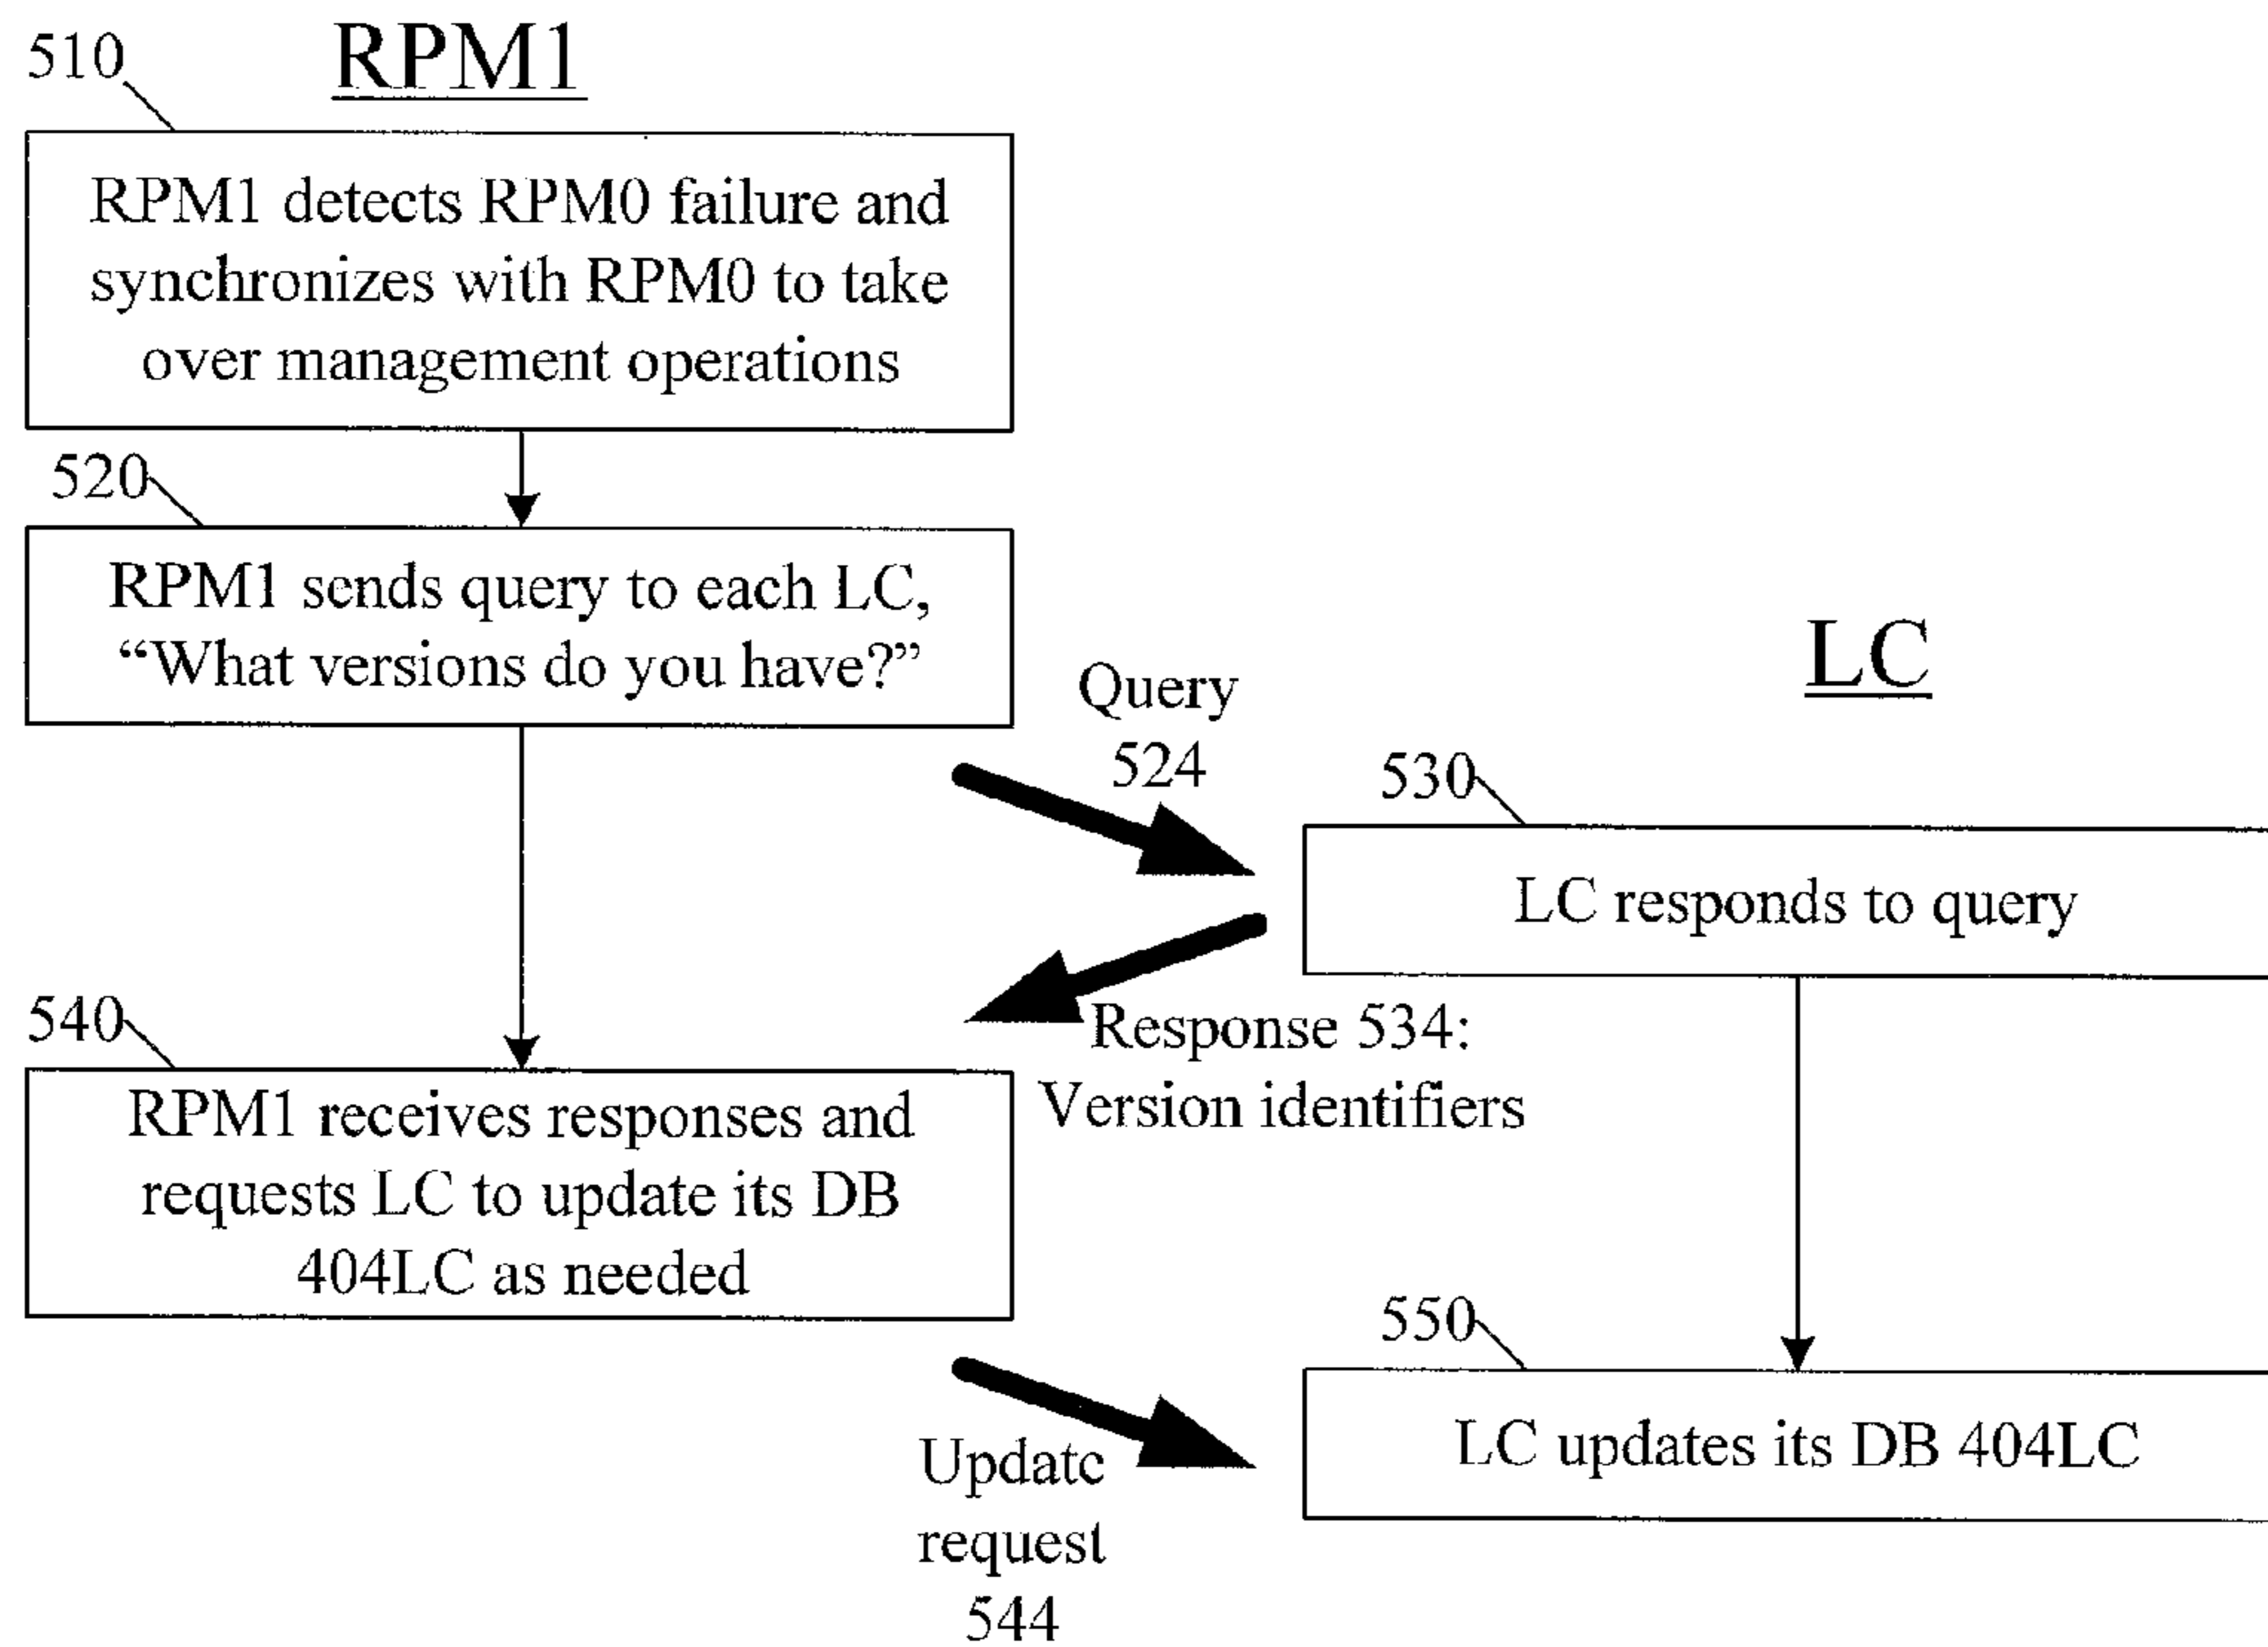 510
RPM1
RPM1 detects RPM0 failure and
synchronizes with RPM0 to take
over management operations
520
RPM1 sends query to each LC,
“What versions do you have?”
Query
524
LC
530
LC responds to query
Response 534:
Version identifiers
540
RPM1 receives responses and
requests LC to update its DB
404LC as needed
Update
request
544
550
LC updates its DB 404LC